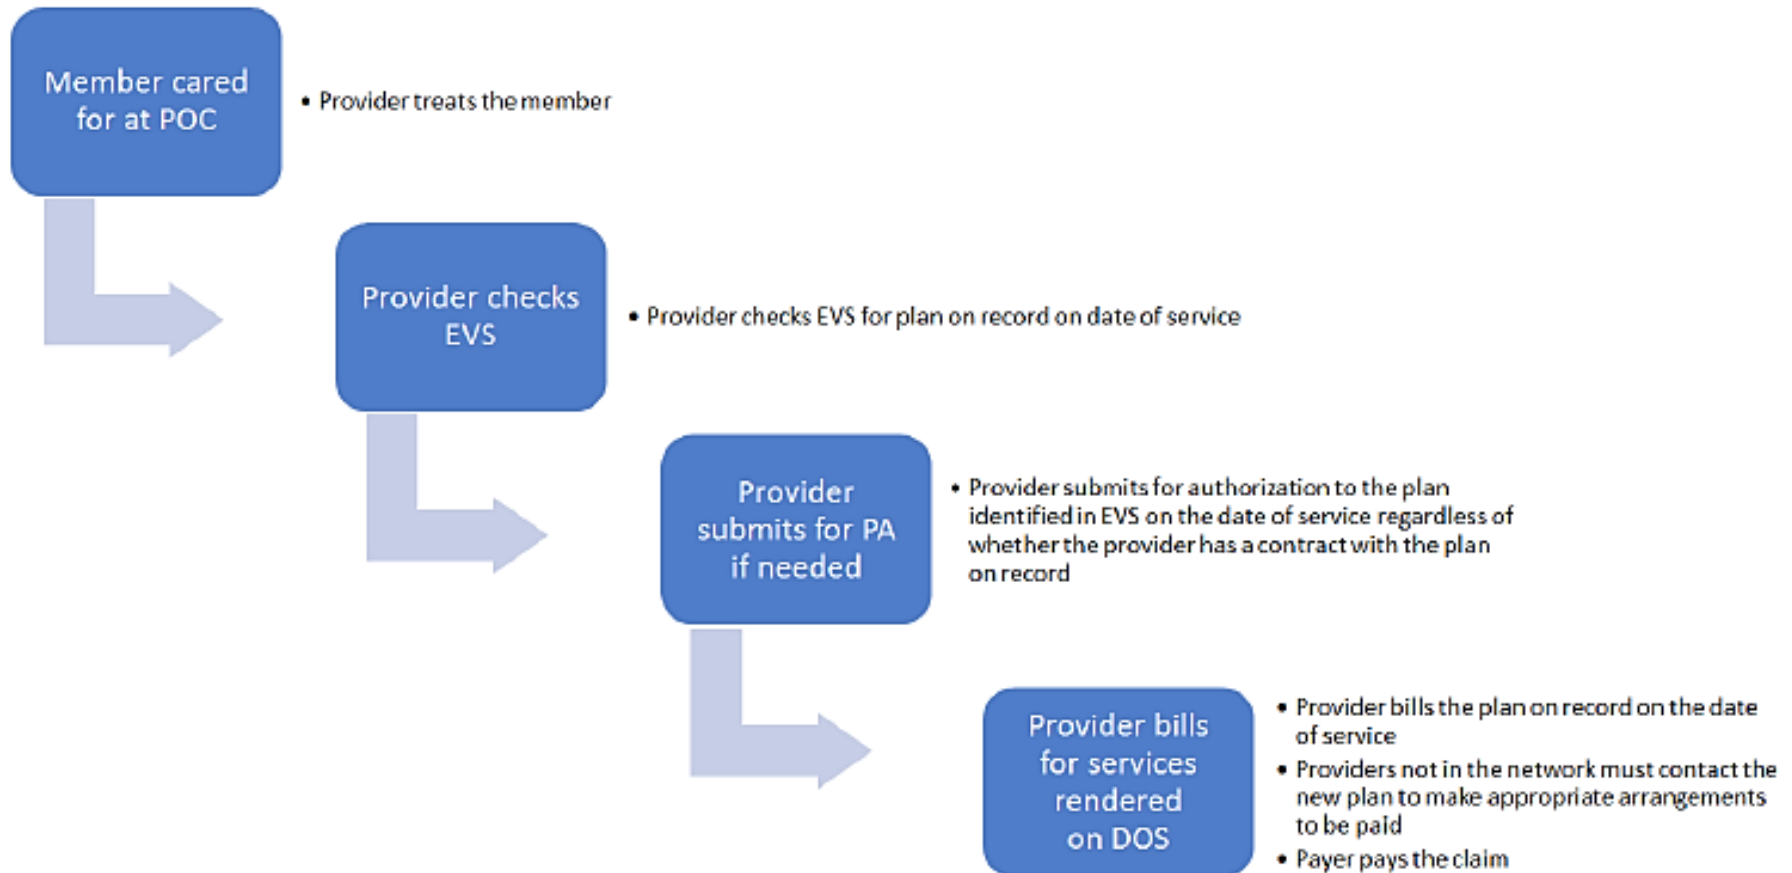 Member cared
for at POC
• Provider treats the member
Provider checks
EVS
• Provider checks EVS for plan on record on date of service
Provider
submits for PA
if needed
• Provider submits for authorization to the plan
identified in EVS on the date of service regardless of
whether the provider has a contract with the plan
on record
Provider bills
for services
rendered
on DOS
• Provider bills the plan on record on the date
of service
• Providers not in the network must contact the
new plan to make appropriate arrangements
to be paid
• Payer pays the claim